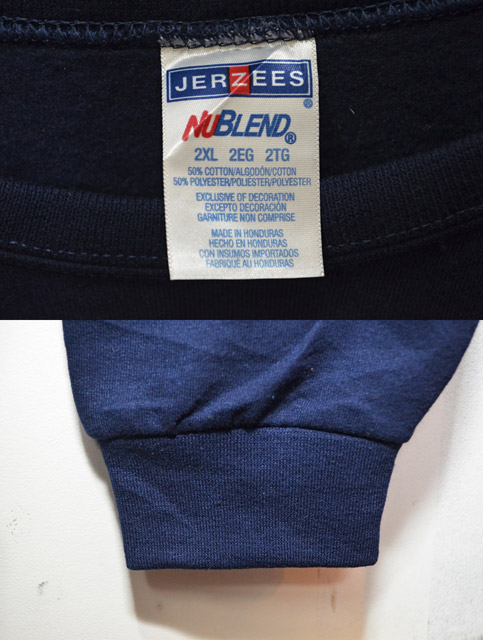 JERZEES
®
NUBLEND®
2XL 2EG 2TG
50% COTTON/ALGODÓN/COTON
50% POLYESTER/POLIÉSTER/POLYESTER
EXCLUSIVE OF DECORATION
EXCEPTO DECORACIÓN
GARNITURE NON COMPRISE
MADE IN HONDURAS
HECHO EN HONDURAS
CON INSUMOS IMPORTADOS
FABRIQUÉ AU HONDURAS